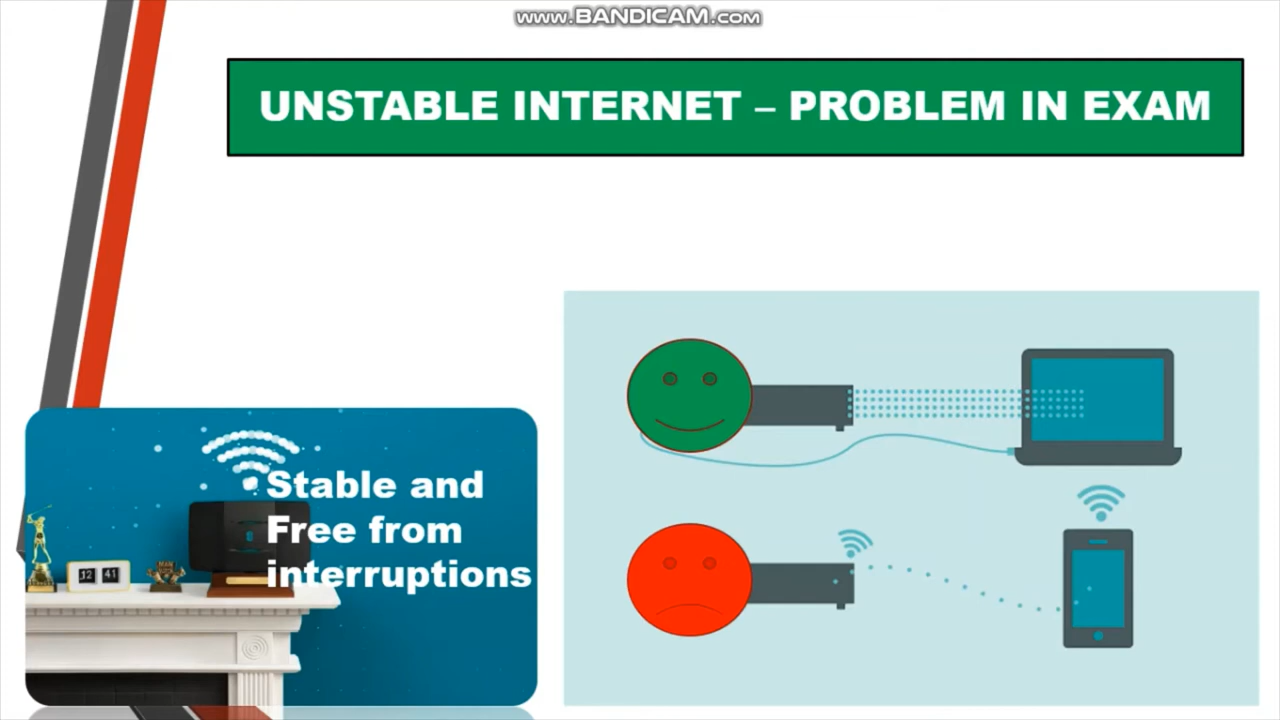 www.BANDICAM.com
UNSTABLE INTERNET – PROBLEM IN EXAM
Stable and
Free from
interruptions
12 41